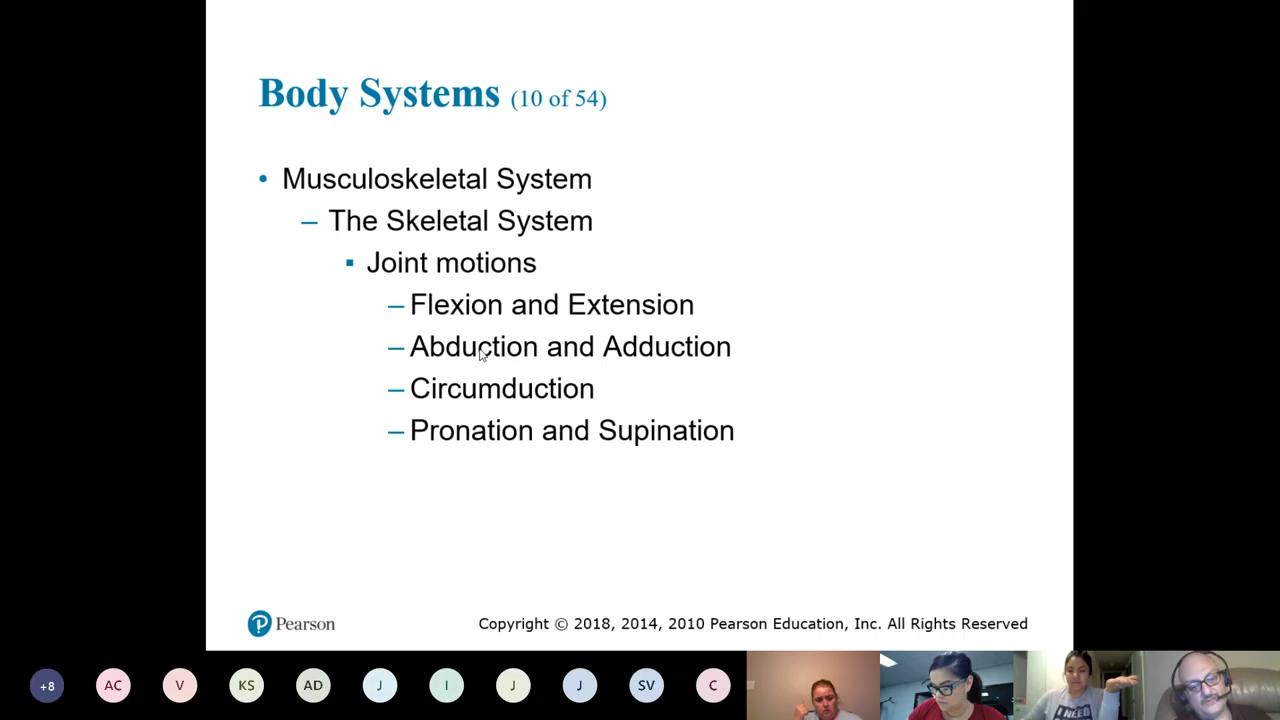 Body Systems (10 of 54)
• Musculoskeletal System
– The Skeletal System
▪ Joint motions
– Flexion and Extension
– Abduction and Adduction
– Circumduction
– Pronation and Supination
Pearson
Copyright © 2018, 2014, 2010 Pearson Education, Inc. All Rights Reserved
+8 AC V KS AD J I J J SV C
I NEED